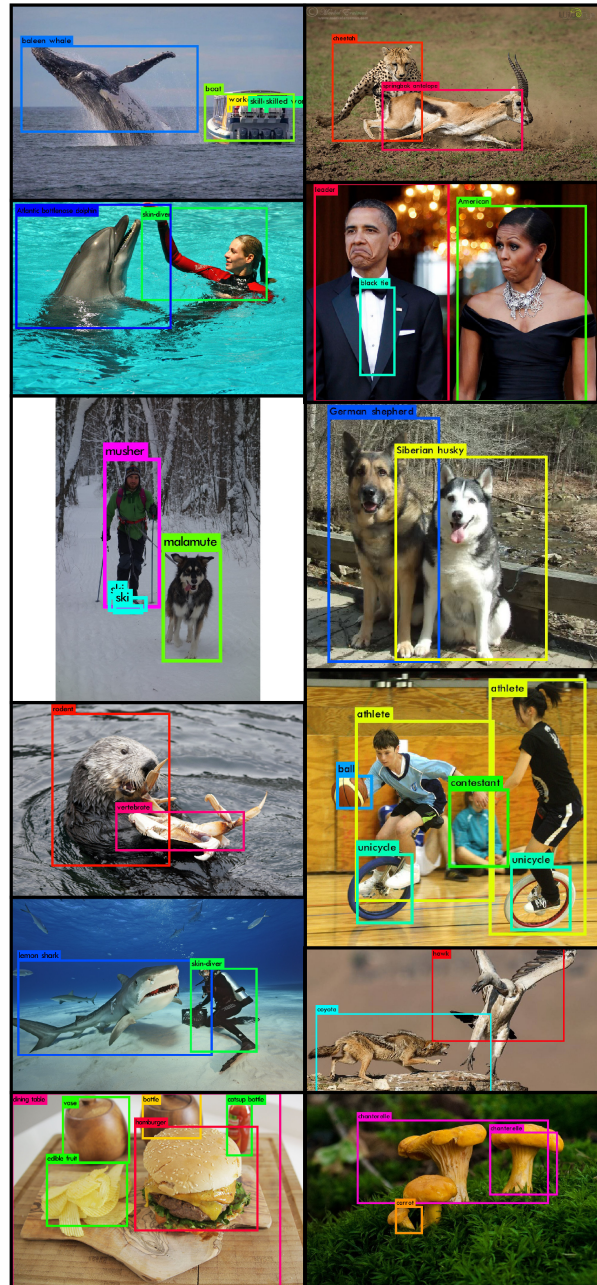 baleen whale
boat
work
skill-skilled wor
cheetah
springbok antelope
skin-diver
leader
American
black tie
musher
malamute
ski
German shepherd
Siberian husky
rodent
vertebrate
athlete
athlete
ball
contestant
unicycle
unicycle
lemon shark
skin-diver
hawk
coyote
dining table
vase
bottle
catsup bottle
hamburger
edible fruit
chanterelle
chanterelle
carrot